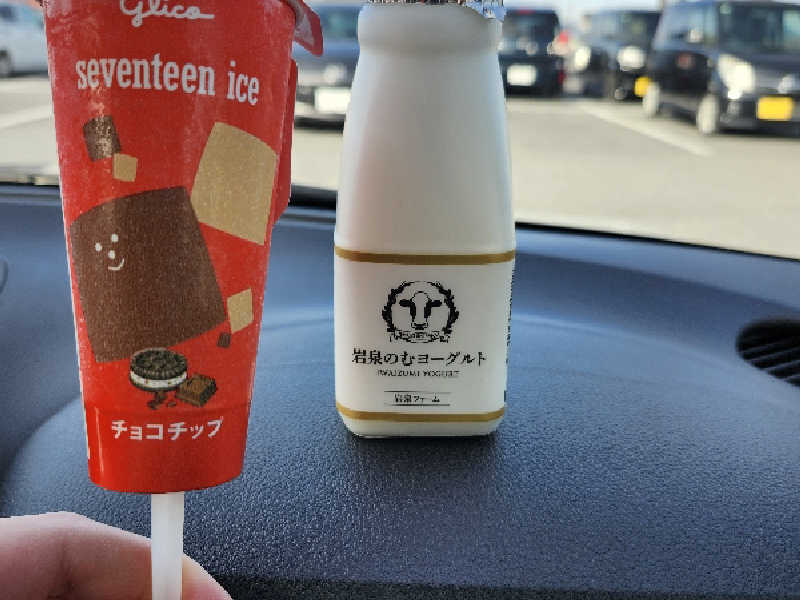 Glico
seventeen ice
チョコチップ
岩泉のむヨーグルト
IWAIZUMI YOGURT
岩泉ファーム